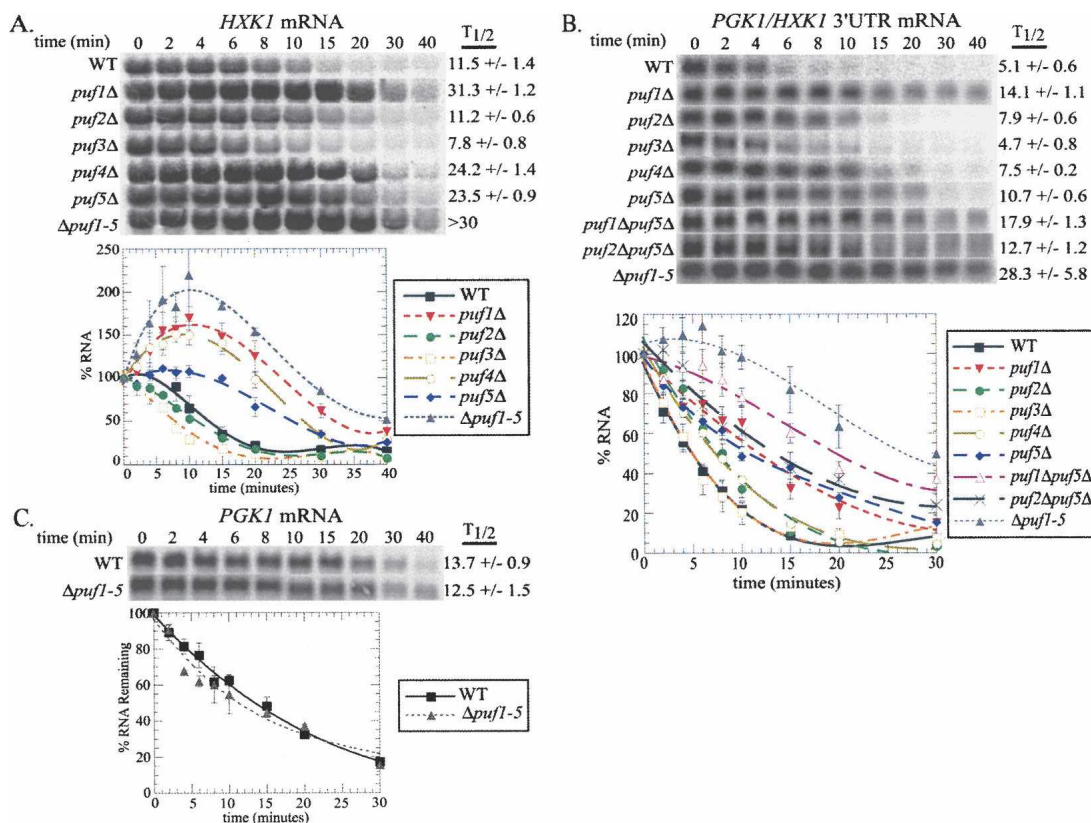 A.
HXK1 mRNA
time (min) 0 2 4 6 8 10 15 20 30 40 T1/2
WT 11.5 +/- 1.4
puf1Δ 31.3 +/- 1.2
puf2Δ 11.2 +/- 0.6
puf3Δ 7.8 +/- 0.8
puf4Δ 24.2 +/- 1.4
puf5Δ 23.5 +/- 0.9
Δpuf1-5 >30
250
200
150
100
50
0
% RNA
0 5 10 15 20 25 30 35 40
time (minutes)
WT
puf1Δ
puf2Δ
puf3Δ
puf4Δ
puf5Δ
Δpuf1-5
B.
PGK1/HXK1 3'UTR mRNA
time (min) 0 2 4 6 8 10 15 20 30 40 T1/2
WT 5.1 +/- 0.6
puf1Δ 14.1 +/- 1.1
puf2Δ 7.9 +/- 0.6
puf3Δ 4.7 +/- 0.8
puf4Δ 7.5 +/- 0.2
puf5Δ 10.7 +/- 0.6
puf1Δpuf5Δ 17.9 +/- 1.3
puf2Δpuf5Δ 12.7 +/- 1.2
Δpuf1-5 28.3 +/- 5.8
120
100
80
60
40
20
0
% RNA
0 5 10 15 20 25 30
time (minutes)
WT
puf1Δ
puf2Δ
puf3Δ
puf4Δ
puf5Δ
puf1Δpuf5Δ
puf2Δpuf5Δ
Δpuf1-5
C.
PGK1 mRNA
time (min) 0 2 4 6 8 10 15 20 30 40 T1/2
WT 13.7 +/- 0.9
Δpuf1-5 12.5 +/- 1.5
100
80
60
40
20
0
% RNA Remaining
0 5 10 15 20 25 30
time (minutes)
WT
Δpuf1-5